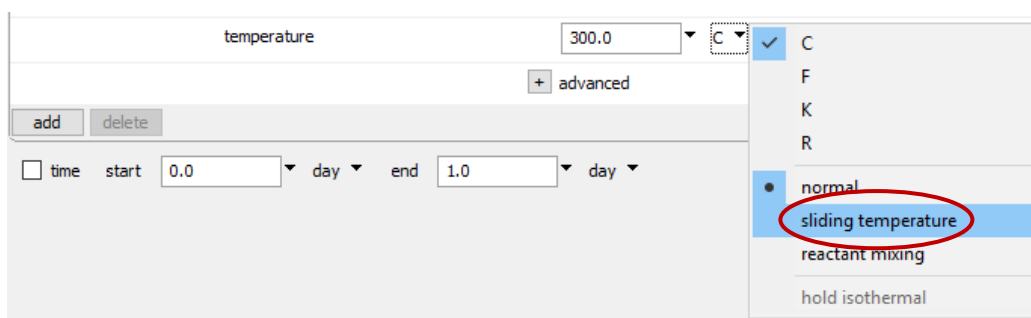 temperature 300.0 C
+ advanced
add delete
time start 0.0 day end 1.0 day
C
F
K
R
normal
sliding temperature
reactant mixing
hold isothermal